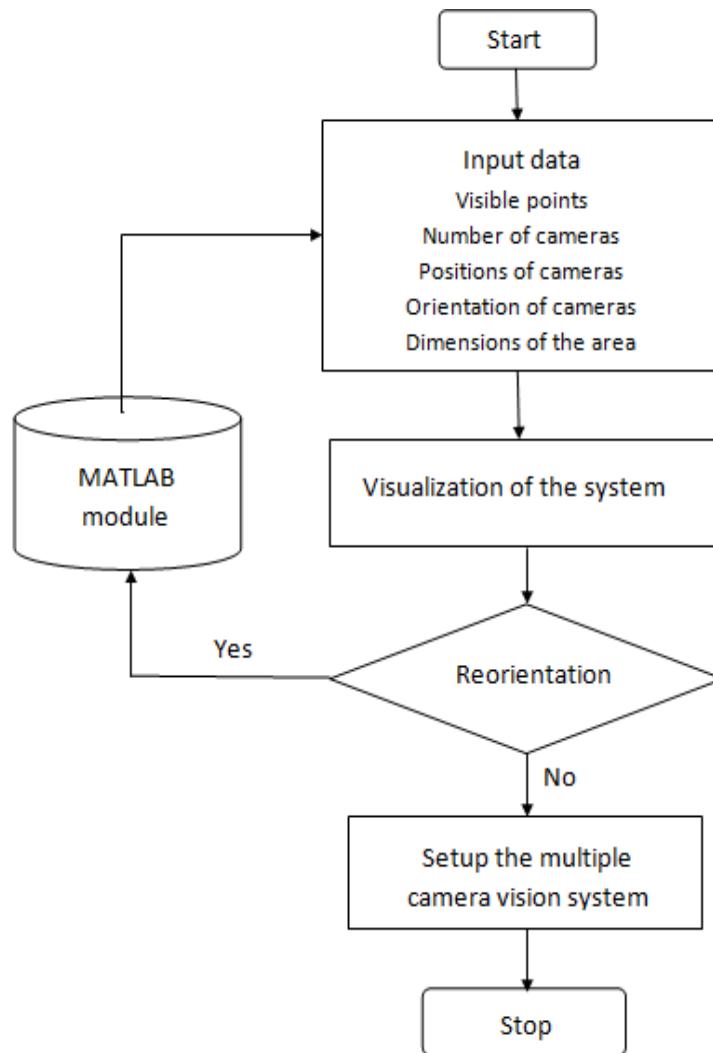 Start
Input data
Visible points
Number of cameras
Positions of cameras
Orientation of cameras
Dimensions of the area
MATLAB
module
Visualization of the system
Yes
Reorientation
No
Setup the multiple
camera vision system
Stop